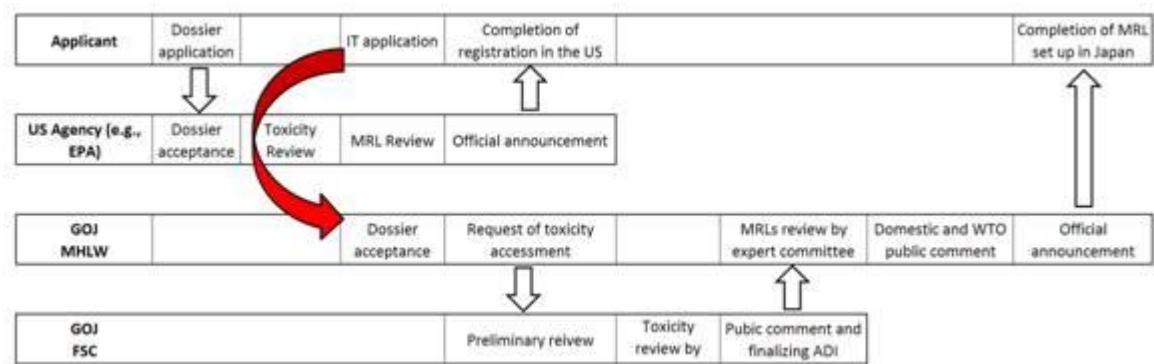 Applicant
Dossier
application
IT application
Completion of
registration in the US
Completion of MRL
set up in Japan
US Agency (e.g.,
EPA)
Dossier
acceptance
Toxicity
Review
MRL Review
Official announcement
GOJ
MHLW
Dossier
acceptance
Request of toxicity
accessment
MRLs review by
expert committee
Domestic and WTO
public comment
Official
announcement
GOJ
FSC
Preliminary reivew
Toxicity
review by
Pubic comment and
finalizing ADI